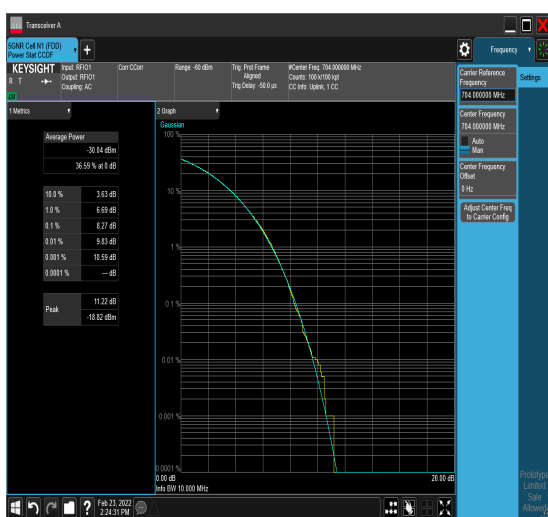 Transceiver A
5GNR Cell N1 (FDD)
Power Stat CCDF
Frequency
KEYSIGHT
R T
Input: RFIO1
Output: RFIO1
Coupling: AC
Corr CCorr
Range: -60 dBm
Trig: Prot Frame
Aligned
Trig Delay: -50.0 µs
#Center Freq: 704.000000 MHz
Counts: 100 k/100 kpt
CC Info: Uplink, 1 CC
1 Metrics
Average Power
-30.04 dBm
36.59 % at 0 dB
10.0 % 3.63 dB
1.0 % 6.69 dB
0.1 % 8.27 dB
0.01 % 9.83 dB
0.001 % 10.59 dB
0.0001 % --- dB
Peak
11.22 dB
-18.82 dBm
2 Graph
Gaussian
100 %
10 %
1 %
0.1 %
0.01 %
0.001 %
0.0001 %
0.00 dB
20.00 dB
Info BW 10.000 MHz
Carrier Reference
Frequency
704.000000 MHz
Center Frequency
704.000000 MHz
Auto
Man
Center Frequency
Offset
0 Hz
Adjust Center Freq
to Carrier Config
Settings
Prototype
Limited
Sale
Allowed
Feb 23, 2022
2:24:31 PM